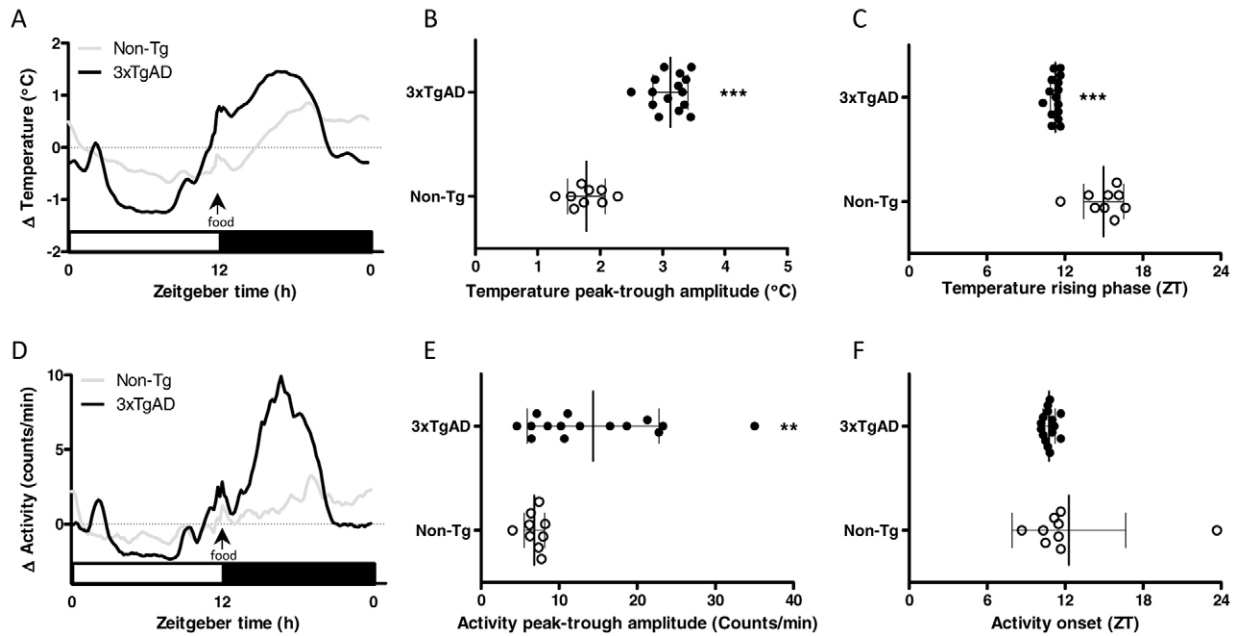 A
Non-Tg
3xTgAD
Δ Temperature (°C)
2
1
0
-1
-2
food
0 12 0
Zeitgeber time (h)
B
3xTgAD
***
Non-Tg
0 1 2 3 4 5
Temperature peak-trough amplitude (°C)
C
3xTgAD
***
Non-Tg
0 6 12 18 24
Temperature rising phase (ZT)
D
Non-Tg
3xTgAD
Δ Activity (counts/min)
10
5
0
food
0 12 0
Zeitgeber time (h)
E
3xTgAD
**
Non-Tg
0 10 20 30 40
Activity peak-trough amplitude (Counts/min)
F
3xTgAD
Non-Tg
0 6 12 18 24
Activity onset (ZT)